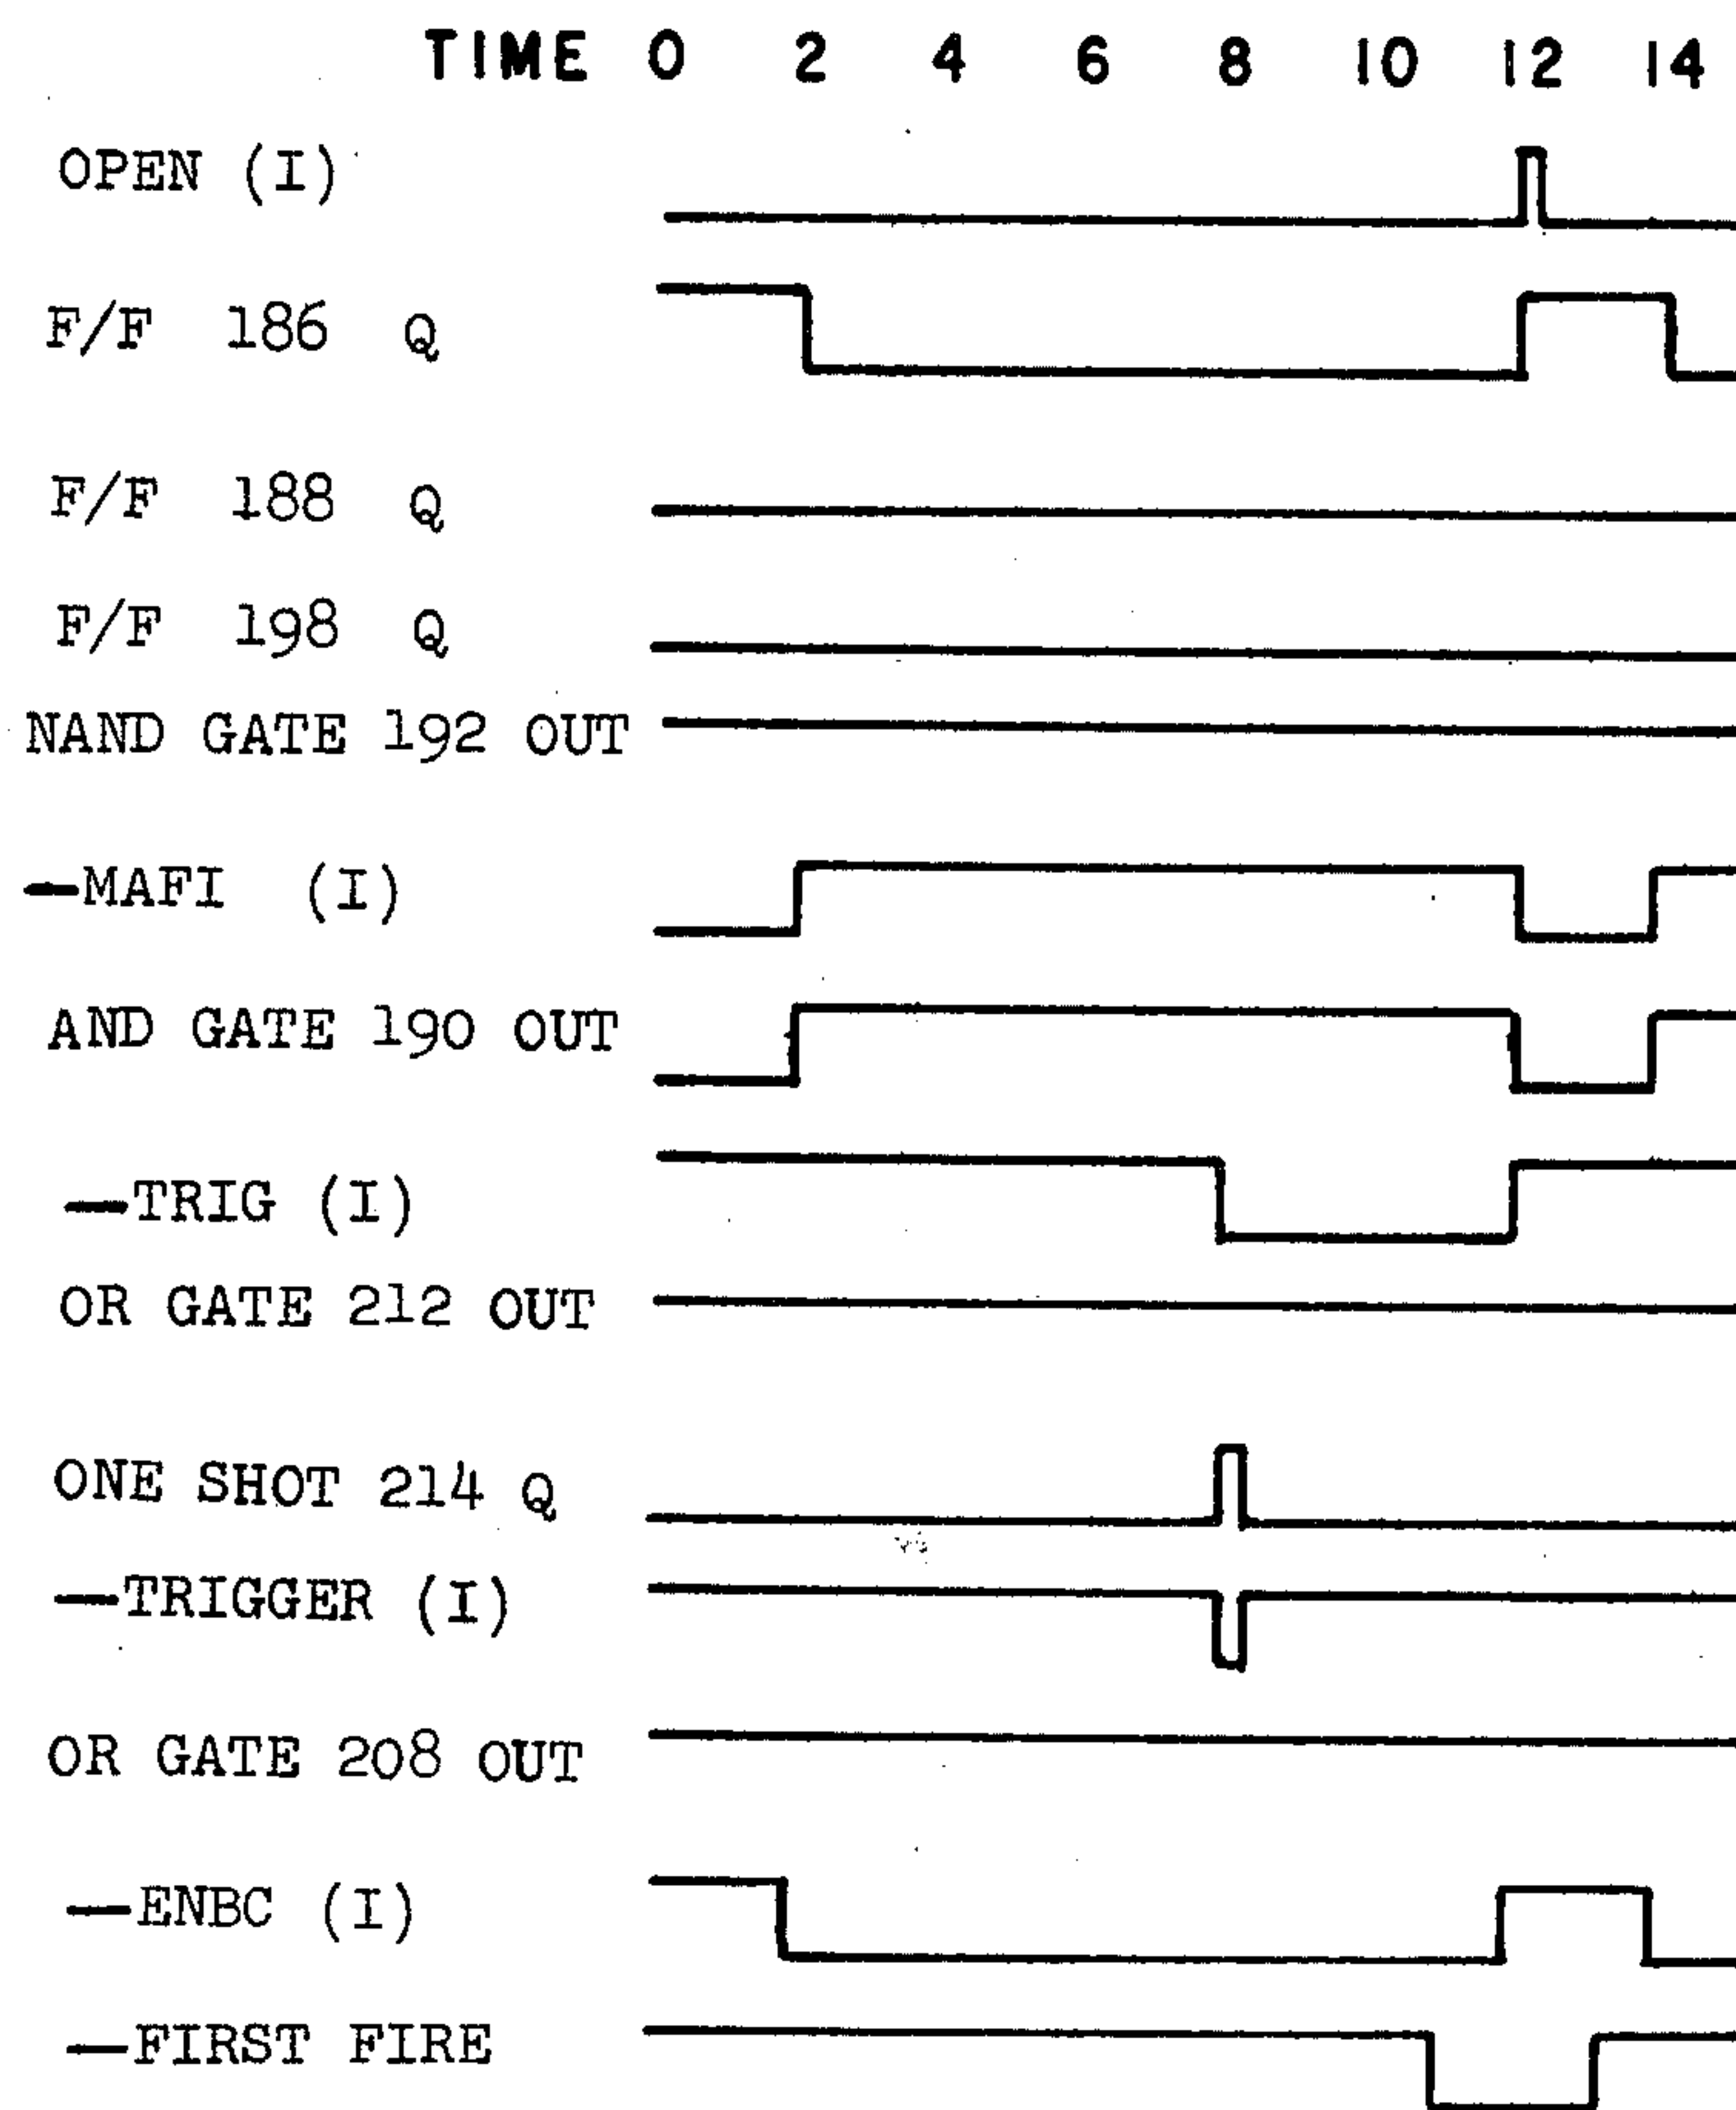 TIME 0 2 4 6 8 10 12 14
OPEN (I)
F/F 186 Q
F/F 188 Q
F/F 198 Q
NAND GATE 192 OUT
—MAFI (I)
AND GATE 190 OUT
—TRIG (I)
OR GATE 212 OUT
ONE SHOT 214 Q
—TRIGGER (I)
OR GATE 208 OUT
—ENBC (I)
—FIRST FIRE